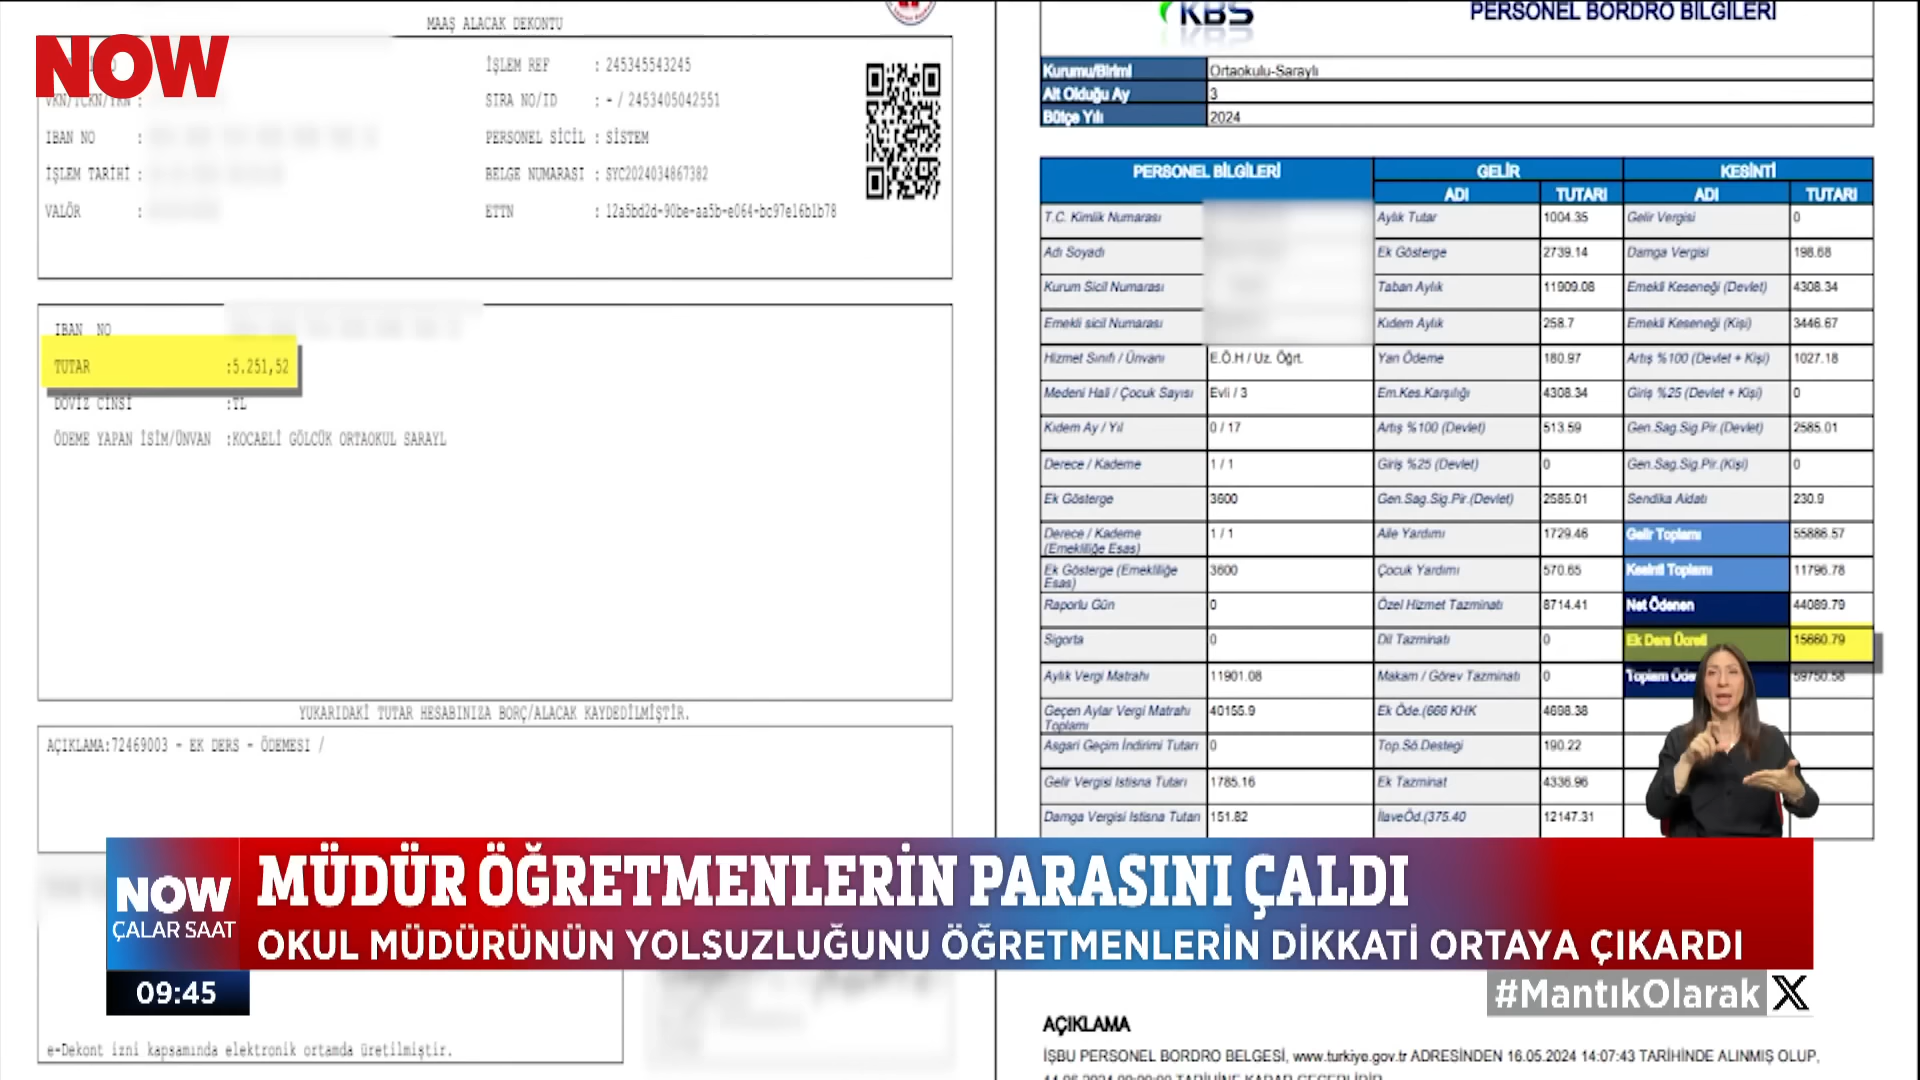 MAAŞ ALACAK DEKONTU
NOW
VKN/TCKN/YKN :
IBAN NO :
İŞLEM TARİHİ :
VALÖR :
İŞLEM REF : 245345543245
SIRA NO/ID : - / 2453405042551
PERSONEL SİCİL : SİSTEM
BELGE NUMARASI : SYC2024034867382
ETTN : 12a5bd2d-90be-aa5b-e064-bc97e16b1b78
IBAN NO
TUTAR :5.251,52
DÖVİZ CİNSİ :TL
ÖDEME YAPAN İSİM/ÜNVAN :KOCAELİ GÖLCÜK ORTAOKUL SARAYL
YUKARIDAKİ TUTAR HESABINIZA BORÇ/ALACAK KAYDEDİLMİŞTİR.
AÇIKLAMA:72469003 - EK DERS - ÖDEMESI /
e-Dekont izni kapsamında elektronik ortamda üretilmiştir.
KBS
PERSONEL BORDRO BİLGİLERİ
Kurumu/Birimi Ortaokulu-Saraylı
Ait Olduğu Ay 3
Bütçe Yılı 2024
PERSONEL BİLGİLERİ GELİR KESİNTİ
ADI TUTARI ADI TUTARI
T.C. Kimlik Numarası Aylık Tutar 1004.35 Gelir Vergisi 0
Adı Soyadı Ek Gösterge 2739.14 Damga Vergisi 198.68
Kurum Sicil Numarası Taban Aylık 11909.08 Emekli Keseneği (Devlet) 4308.34
Emekli sicil Numarası Kıdem Aylık 258.7 Emekli Keseneği (Kişi) 3446.67
Hizmet Sınıfı / Ünvanı E.Ö.H / Uz. Öğrt. Yan Ödeme 180.97 Artış %100 (Devlet + Kişi) 1027.18
Medeni Hali / Çocuk Sayısı Evli / 3 Em.Kes.Karşılığı 4308.34 Giriş %25 (Devlet + Kişi) 0
Kıdem Ay / Yıl 0 / 17 Artış %100 (Devlet) 513.59 Gen.Sag.Sig.Pir.(Devlet) 2585.01
Derece / Kademe 1 / 1 Giriş %25 (Devlet) 0 Gen.Sag.Sig.Pir.(Kişi) 0
Ek Gösterge 3600 Gen.Sag.Sig.Pir.(Devlet) 2585.01 Sendika Aidatı 230.9
Derece / Kademe (Emekliliğe Esas) 1 / 1 Aile Yardımı 1729.46 Gelir Toplamı 55886.57
Ek Gösterge (Emekliliğe Esas) 3600 Çocuk Yardımı 570.65 Kesinti Toplamı 11796.78
Raporlu Gün 0 Özel Hizmet Tazminatı 8714.41 Net Ödenen 44089.79
Sigorta 0 Dil Tazminatı 0 Ek Ders Ücreti 15660.79
Aylık Vergi Matrahı 11901.08 Makam / Görev Tazminatı 0 Toplam Öde 59750.58
Geçen Aylar Vergi Matrahı Toplamı 40155.9 Ek Öde.(666 KHK 4698.38
Asgari Geçim İndirimi Tutarı 0 Top.Sö.Destegi 190.22
Gelir Vergisi İstisna Tutarı 1785.16 Ek Tazminat 4336.96
Damga Vergisi İstisna Tutarı 151.82 İlaveÖd.(375.40 12147.31
NOW
ÇALAR SAAT
MÜDÜR ÖĞRETMENLERİN PARASINI ÇALDI
OKUL MÜDÜRÜNÜN YOLSUZLUĞUNU ÖĞRETMENLERİN DİKKATİ ORTAYA ÇIKARDI
09:45
#MantıkOlarak X
AÇIKLAMA
İŞBU PERSONEL BORDRO BELGESİ, www.turkiye.gov.tr ADRESİNDEN 16.05.2024 14:07:43 TARİHİNDE ALINMIŞ OLUP,